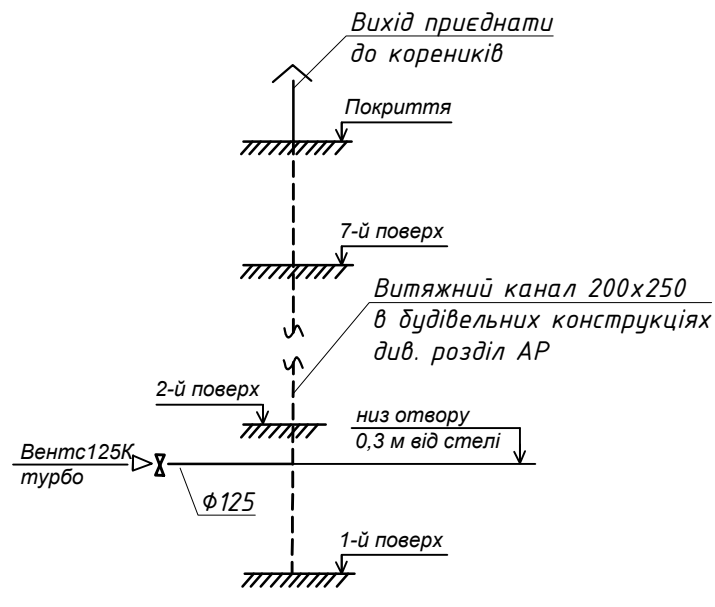 Вихід приєднати
до кореників
Покриття
7-й поверх
Витяжний канал 200х250
в будівельних конструкціях
див. розділ АР
2-й поверх
низ отвору
0,3 м від стелі
Вентс125К
турбо
Ф125
1-й поверх